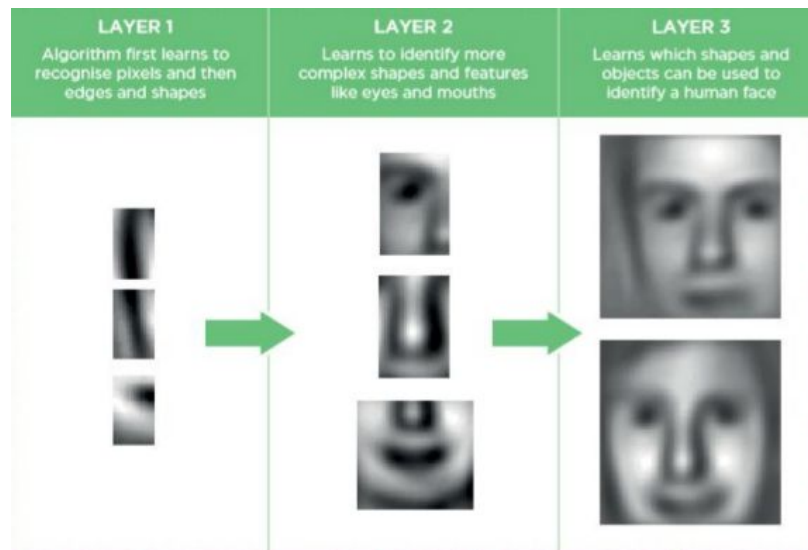 LAYER 1
Algorithm first learns to
recognise pixels and then
edges and shapes
LAYER 2
Learns to identify more
complex shapes and features
like eyes and mouths
LAYER 3
Learns which shapes and
objects can be used to
identify a human face